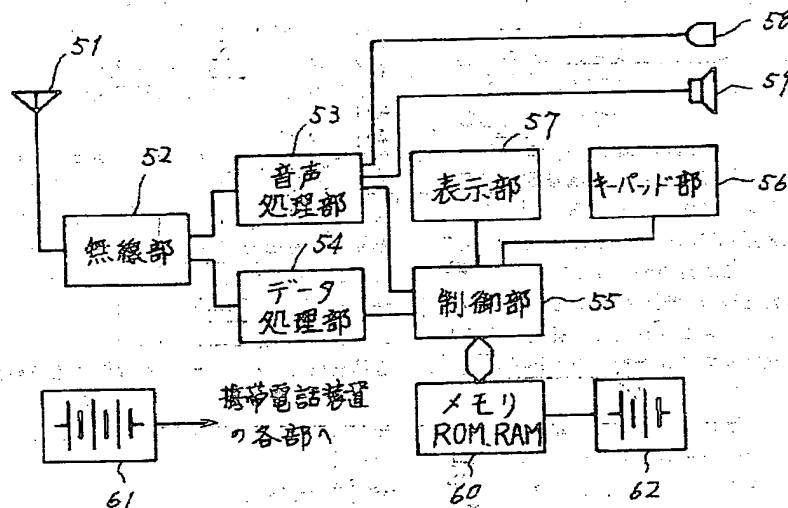 58
51
59
53
57
52
音声
処理部
表示部
キーパッド部
56
54
無線部
データ
処理部
制御部
55
携帯電話装置
の各部へ
メモリ
ROM.RAM
61
60
62